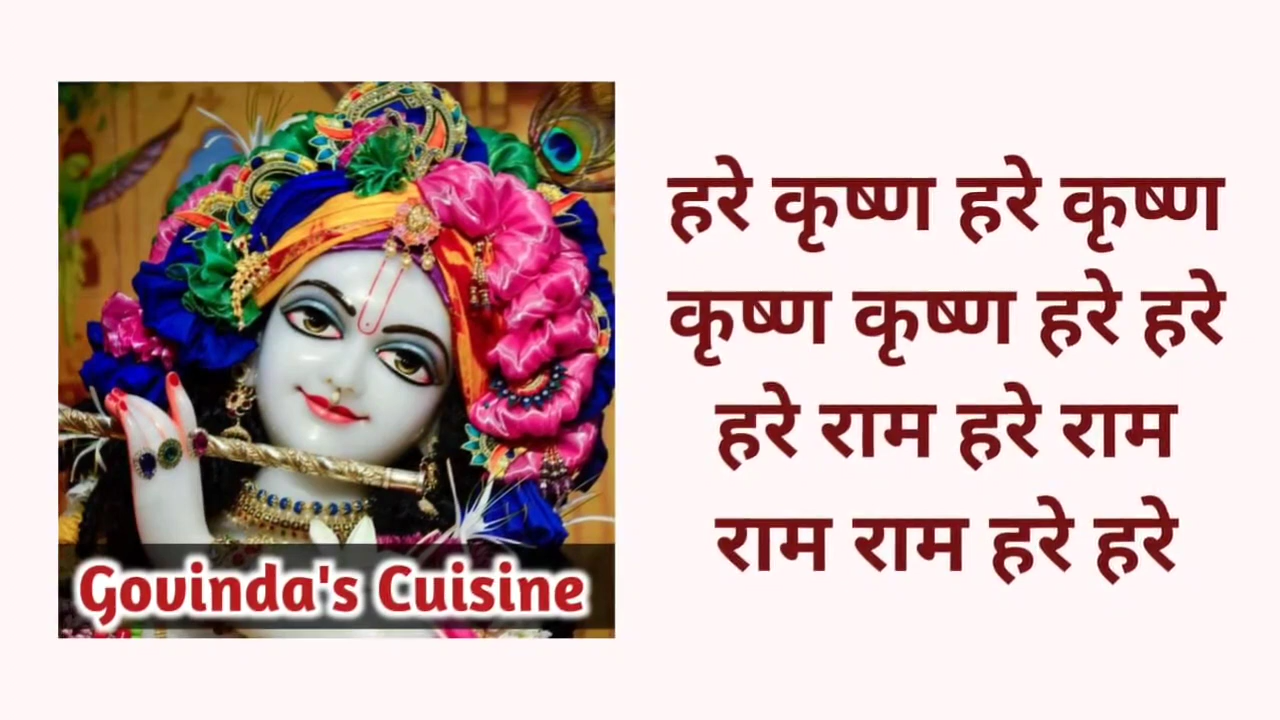 Govinda's Cuisine
हरे कृष्ण हरे कृष्ण
कृष्ण कृष्ण हरे हरे
हरे राम हरे राम
राम राम हरे हरे